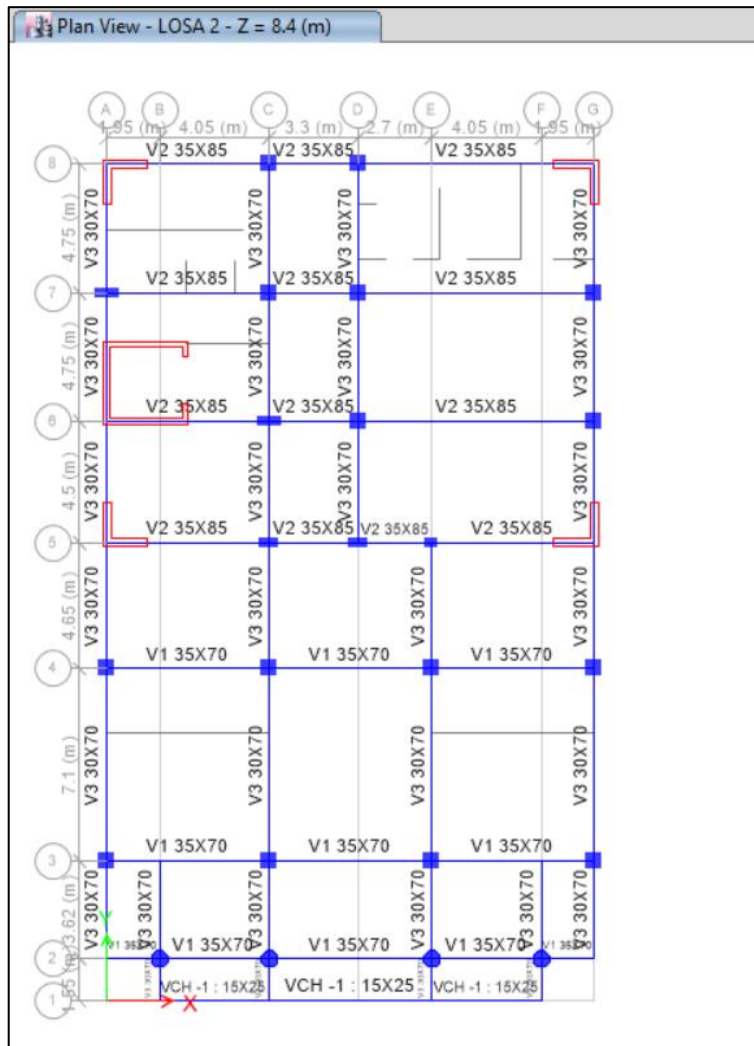 Plan View - LOSA 2 - Z = 8.4 (m)
A B C D E F G
1.95 (m) 4.05 (m) 3.3 (m) 2.7 (m) 4.05 (m) 1.95 (m)
8 V2 35X85 V2 35X85 V2 35X85
4.75 (m) V3 30X70 V3 30X70 V3 30X70
7 V2 35X85 V2 35X85 V2 35X85
4.75 (m) V3 30X70 V3 30X70 V3 30X70
6 V2 35X85 V2 35X85 V2 35X85
4.5 (m) V3 30X70 V3 30X70 V3 30X70
5 V2 35X85 V2 35X85 V2 35X85 V2 35X85
4.65 (m) V3 30X70 V3 30X70 V3 30X70 V3 30X70
4 V1 35X70 V1 35X70 V1 35X70
7.1 (m) V3 30X70 V3 30X70 V3 30X70 V3 30X70
3 V1 35X70 V1 35X70 V1 35X70
3.62 (m) V3 30X70 V3 30X70 V3 30X70 V3 30X70 V3 30X70 V3 30X70
Y
2 V1 35X70 V1 35X70 V1 35X70 V1 35X70 V1 35X70
V3 30X70 VCH -1 : 15X25 V3 30X70 VCH -1 : 15X25 V3 30X70 VCH -1 : 15X25 V3 30X70
1 X